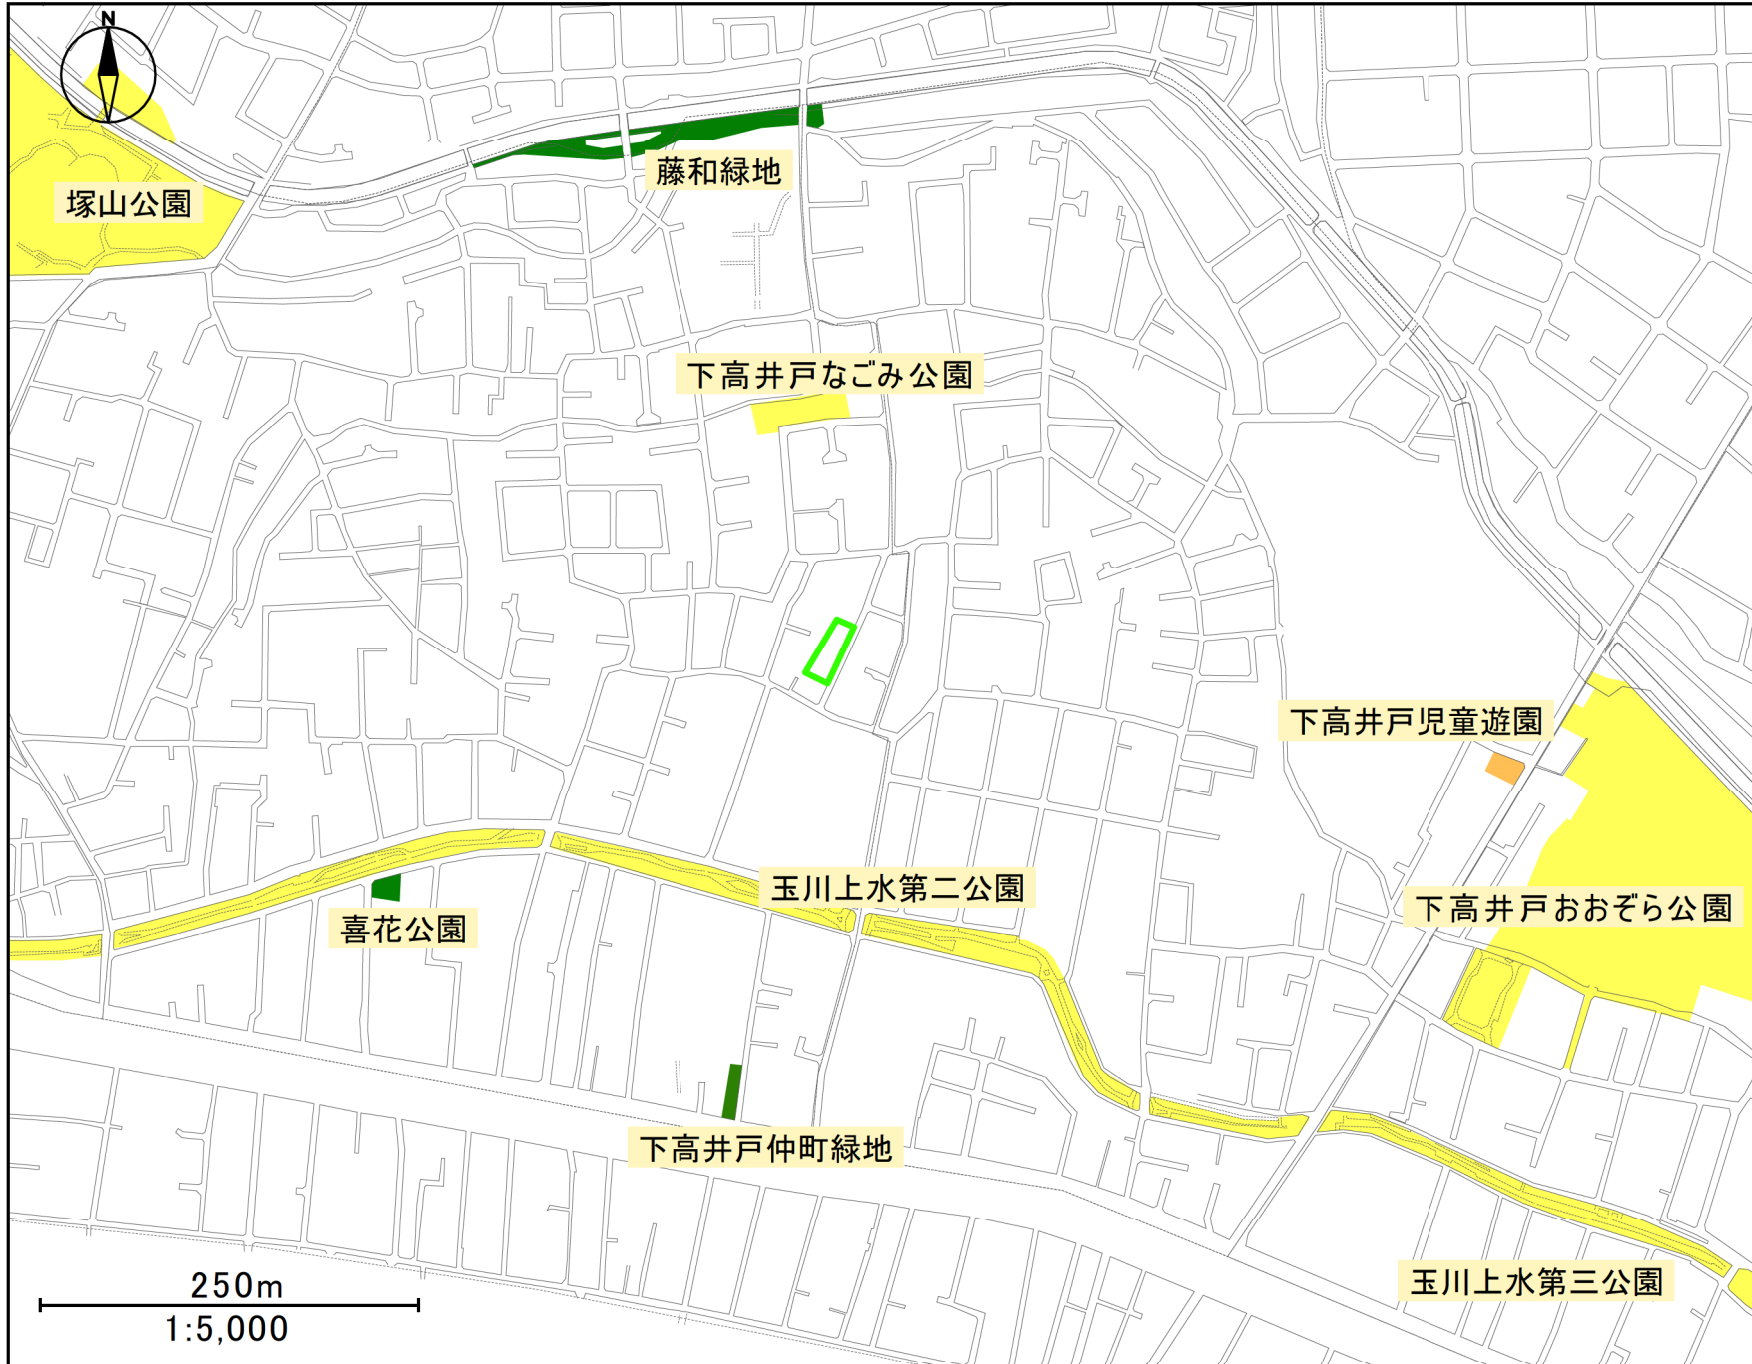 N
藤和緑地
塚山公園
下高井戸なごみ公園
下高井戸児童遊園
玉川上水第二公園
下高井戸おおぞら公園
喜花公園
下高井戸仲町緑地
玉川上水第三公園
250m
1:5,000